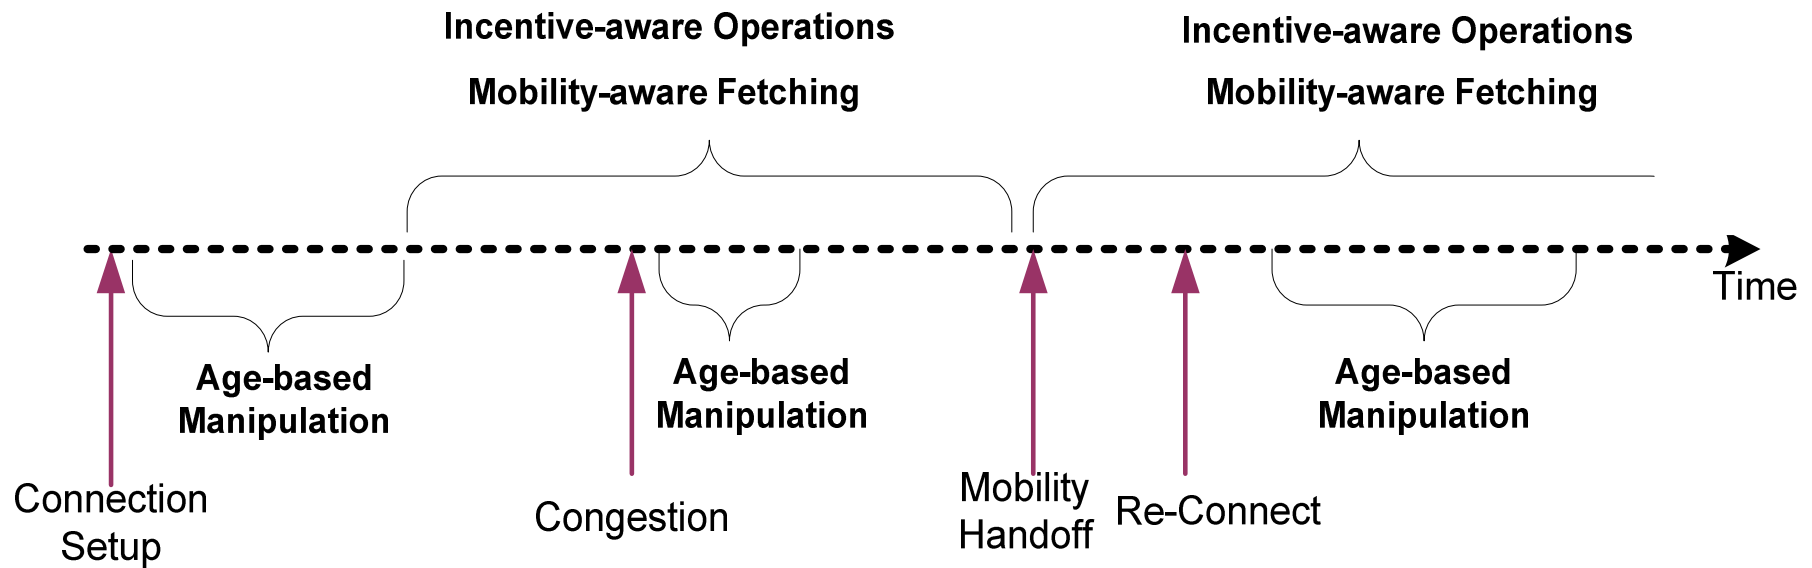 Incentive-aware Operations
Mobility-aware Fetching
Incentive-aware Operations
Mobility-aware Fetching
Time
Age-based
Manipulation
Age-based
Manipulation
Age-based
Manipulation
Connection
Setup
Congestion
Mobility
Handoff
Re-Connect